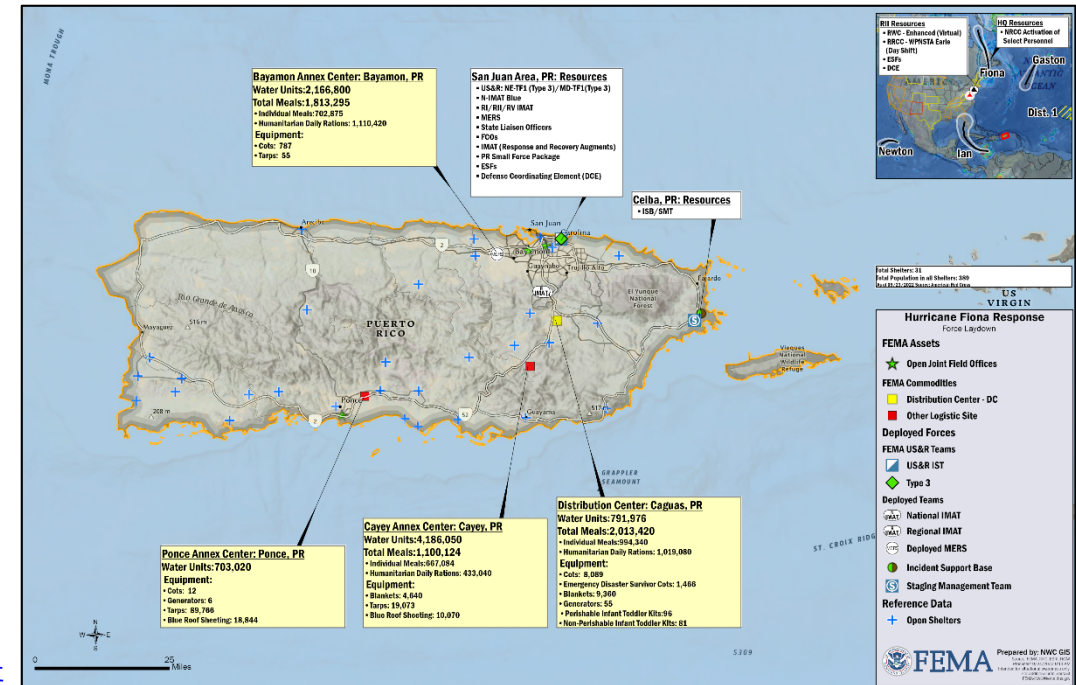 MONA TROUGH
Bayamon Annex Center: Bayamon, PR
Water Units:2,166,800
Total Meals:1,813,295
• Individual Meals:702,875
• Humanitarian Daily Rations: 1,110,420
Equipment:
• Cots: 787
• Tarps: 55
San Juan Area, PR: Resources
• US&R: NE-TF1 (Type 3)/MD-TF1(Type 3)
• N-IMAT Blue
• RI/RII/RV IMAT
• MERS
• State Liaison Officers
• FCOs
• IMAT (Response and Recovery Augments)
• PR Small Force Package
• ESFs
• Defense Coordinating Element (DCE)
Ceiba, PR: Resources
• ISB/SMT
RII Resources
• RWC - Enhanced (Virtual)
• RRCC - WPNSTA Earle
(Day Shift)
• ESFs
• DCE
HQ Resources
• NRCC Activation of
Select Personnel
Fiona
Gaston
Dist. 1
Newton
Ian
Total Shelters: 31
Total Population in all Shelters: 389
US
VIRGIN
Arecibo
San Juan
Carolina
Bayamon
Guaynabo
Trujillo Alto
Fajardo
2
10
MERS
IMAT
El Yunque
National
Forest
Rio Grande de Añasco
516 m
Mayaguez
PUERTO
RICO
S
Vieques
National
Wildlife
Refuge
Ponce
208 m
2
52
Guayama
517
GRAPPLER
SEAMOUNT
ST. CROIX RIDG
Ponce Annex Center: Ponce, PR
Water Units:703,020
Equipment:
• Cots: 12
• Generators: 6
• Tarps: 89,766
• Blue Roof Sheeting: 18,844
Cayey Annex Center: Cayey, PR
Water Units:4,186,050
Total Meals:1,100,124
• Individual Meals:667,084
• Humanitarian Daily Rations: 433,040
Equipment:
• Blankets: 4,640
• Tarps: 19,073
• Blue Roof Sheeting: 10,070
Distribution Center: Caguas, PR
Water Units:791,976
Total Meals:2,013,420
• Individual Meals:994,340
• Humanitarian Daily Rations: 1,019,080
Equipment:
• Cots: 8,089
• Emergency Disaster Survivor Cots: 1,466
• Blankets: 9,360
• Generators: 55
• Perishable Infant Toddler Kits:96
• Non-Perishable Infant Toddler Kits: 81
Hurricane Fiona Response
Force Laydown
FEMA Assets
Open Joint Field Offices
FEMA Commodities
Distribution Center - DC
Other Logistic Site
Deployed Forces
FEMA US&R Teams
US&R IST
Type 3
Deployed Teams
National IMAT
Regional IMAT
Deployed MERS
Incident Support Base
Staging Management Team
Reference Data
Open Shelters
FEMA
Prepared by: NWC GIS
W E
S
0 25
Miles
5309